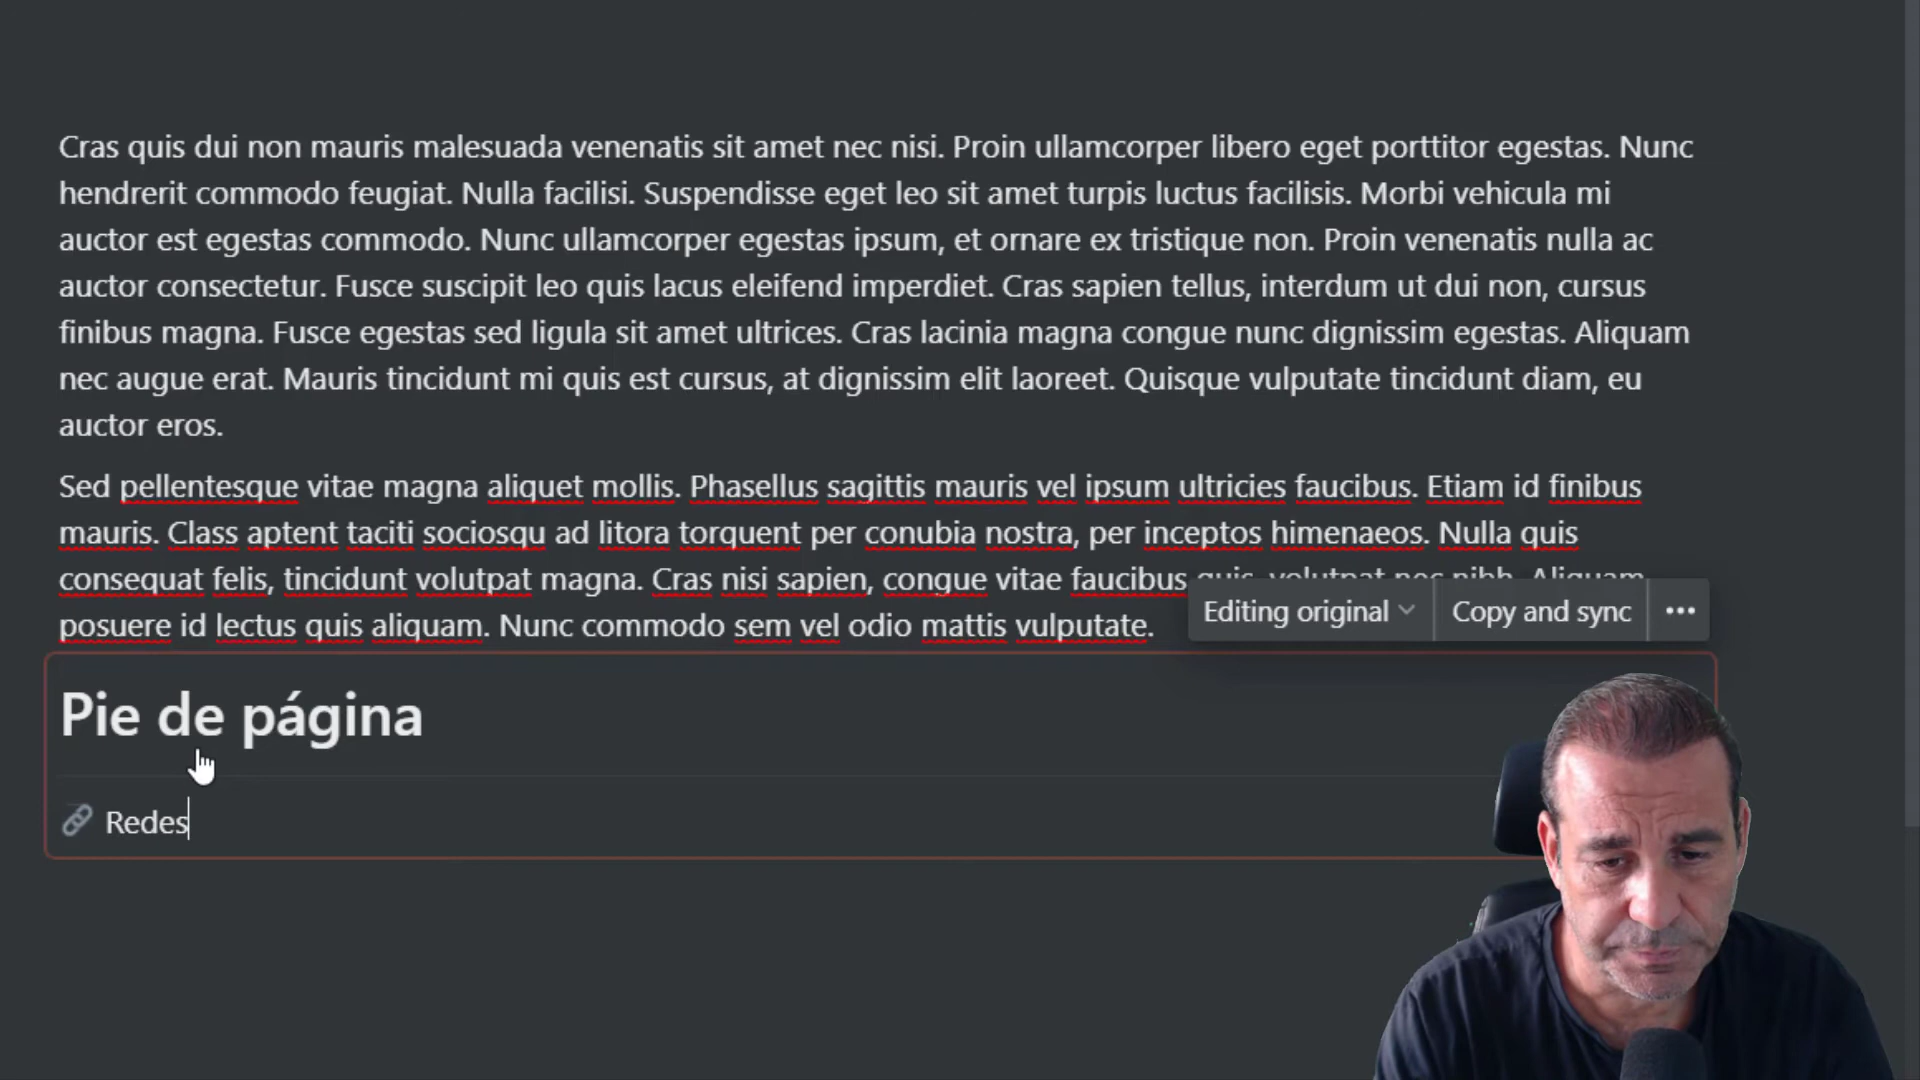 Cras quis dui non mauris malesuada venenatis sit amet nec nisi. Proin ullamcorper libero eget porttitor egestas. Nunc
hendrerit commodo feugiat. Nulla facilisi. Suspendisse eget leo sit amet turpis luctus facilisis. Morbi vehicula mi
auctor est egestas commodo. Nunc ullamcorper egestas ipsum, et ornare ex tristique non. Proin venenatis nulla ac
auctor consectetur. Fusce suscipit leo quis lacus eleifend imperdiet. Cras sapien tellus, interdum ut dui non, cursus
finibus magna. Fusce egestas sed ligula sit amet ultrices. Cras lacinia magna congue nunc dignissim egestas. Aliquam
nec augue erat. Mauris tincidunt mi quis est cursus, at dignissim elit laoreet. Quisque vulputate tincidunt diam, eu
auctor eros.
Sed pellentesque vitae magna aliquet mollis. Phasellus sagittis mauris vel ipsum ultricies faucibus. Etiam id finibus
mauris. Class aptent taciti sociosqu ad litora torquent per conubia nostra, per inceptos himenaeos. Nulla quis
consequat felis, tincidunt volutpat magna. Cras nisi sapien, congue vitae faucibus quis, volutpat nec nibh. Aliquam
posuere id lectus quis aliquam. Nunc commodo sem vel odio mattis vulputate.
Editing original Copy and sync
Pie de página
Redes